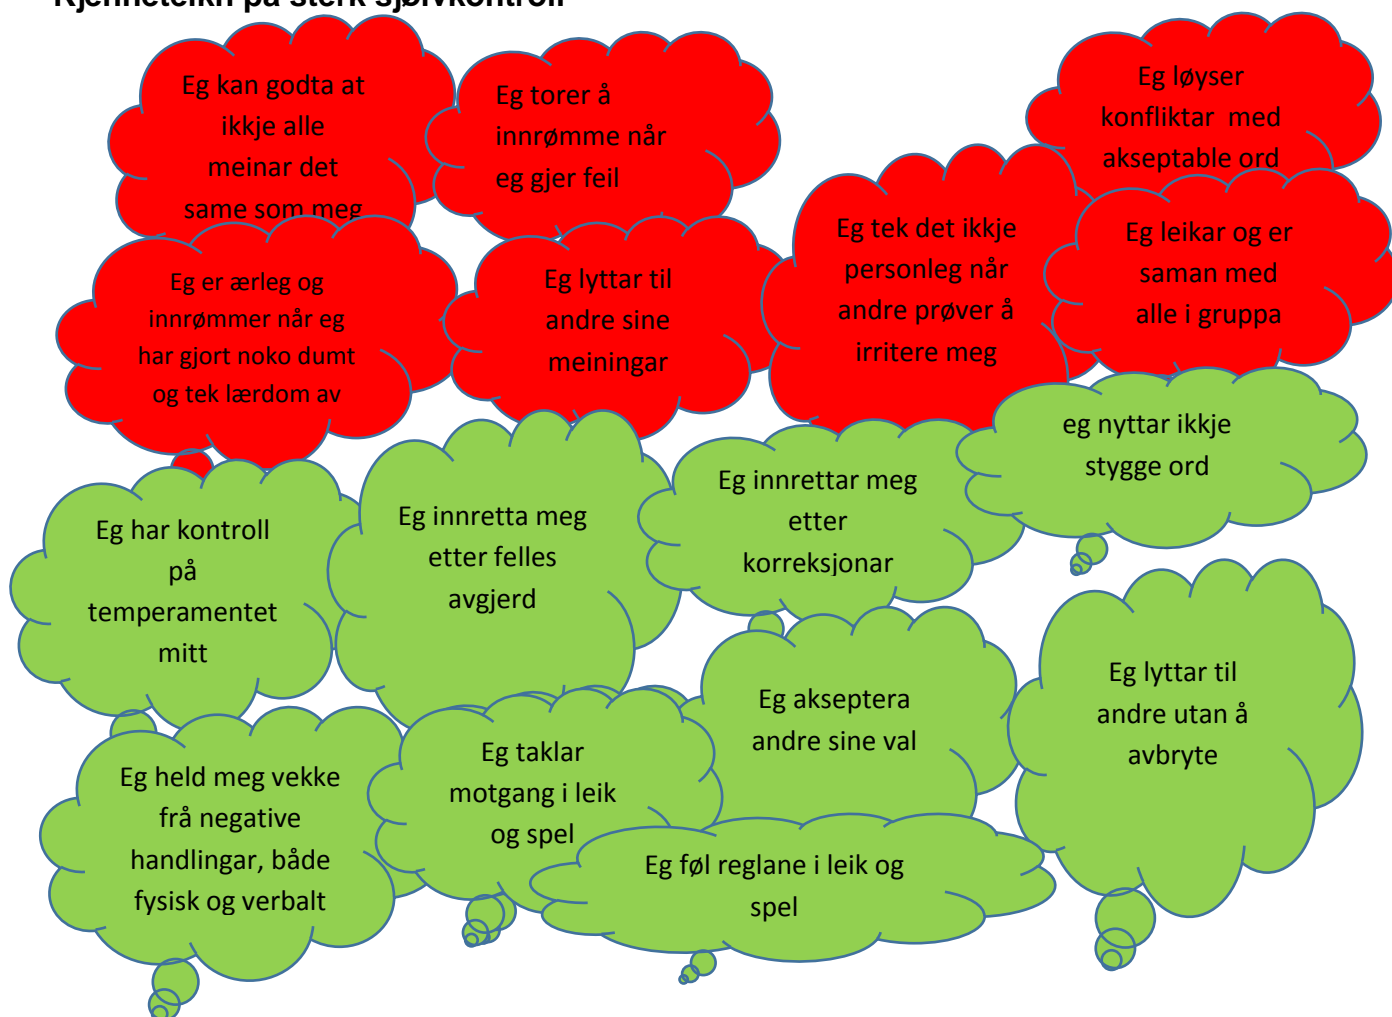 Kjenneteikn på sterk sjølvkontroll
Eg kan godta at
ikkje alle
meinar det
same som meg
Eg torer å
innrømme når
eg gjer feil
Eg løyser
konfliktar med
akseptable ord
Eg er ærleg og
innrømmer når eg
har gjort noko dumt
og tek lærdom av
Eg lyttar til
andre sine
meiningar
Eg tek det ikkje
personleg når
andre prøver å
irritere meg
Eg leikar og er
saman med
alle i gruppa
Eg har kontroll
på
temperamentet
mitt
Eg innretta meg
etter felles
avgjerd
Eg innrettar meg
etter
korreksjonar
eg nyttar ikkje
stygge ord
Eg held meg vekke
frå negative
handlingar, både
fysisk og verbalt
Eg taklar
motgang i leik
og spel
Eg akseptera
andre sine val
Eg lyttar til
andre utan å
avbryte
Eg føl reglane i leik og
spel